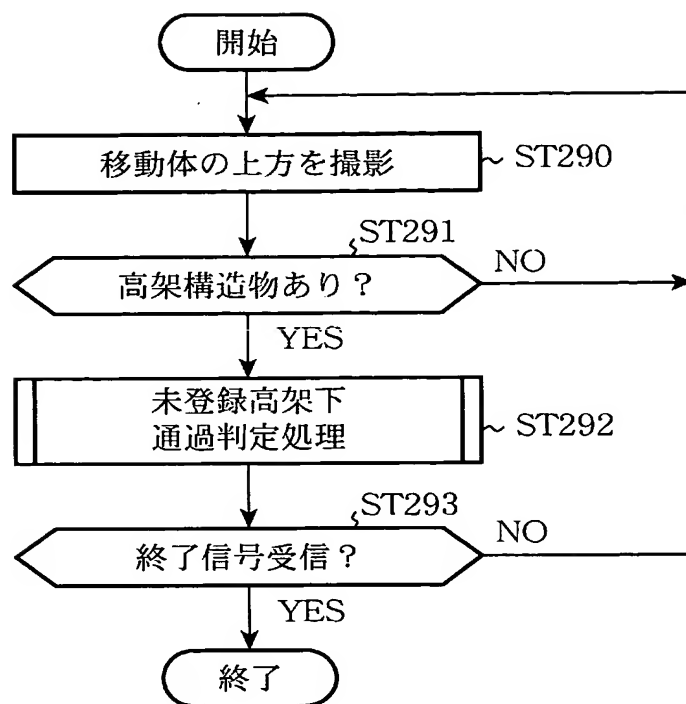 開始
移動体の上方を撮影
ST290
ST291
高架構造物あり?
NO
YES
未登録高架下
通過判定処理
ST292
ST293
終了信号受信?
NO
YES
終了